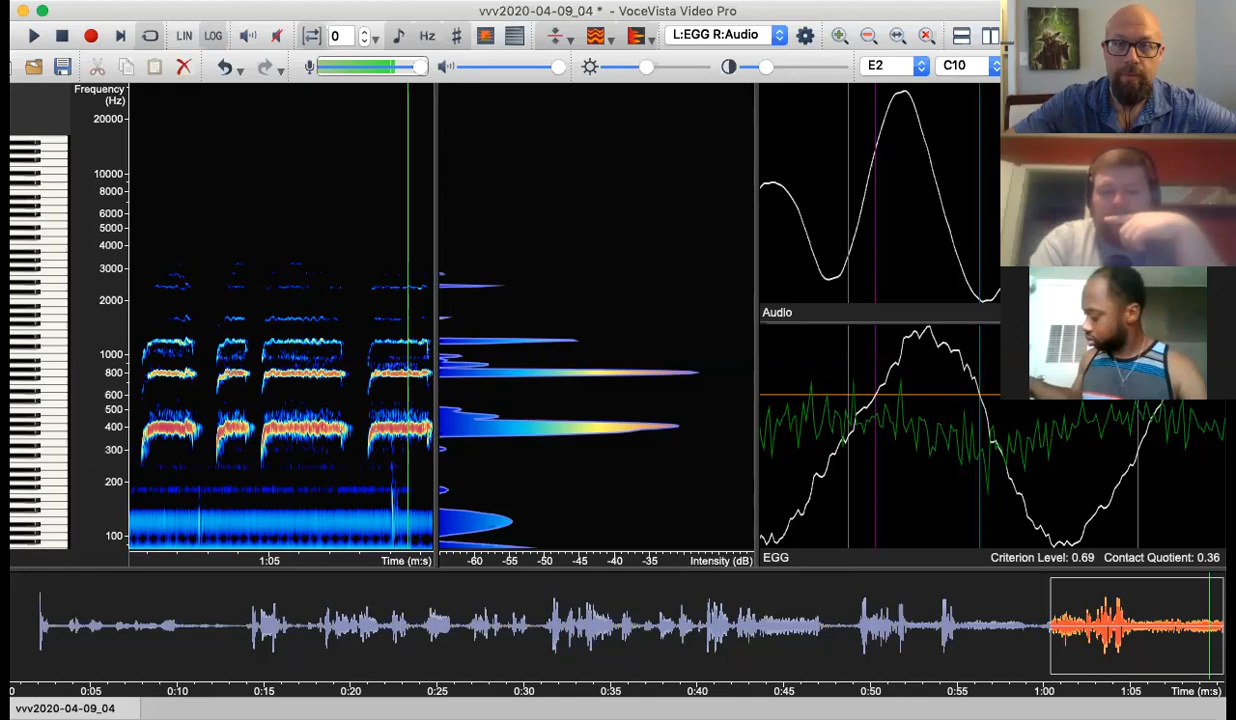 vvv2020-04-09_04 * - VoceVista Video Pro
LIN LOG 0 Hz L:EGG R:Audio
E2 C10
Frequency
(Hz)
20000
10000
8000
6000
5000
4000
3000
2000
1000
800
600
500
400
300
200
100
1:05 Time (m:s)
-60 -55 -50 -45 -40 -35 Intensity (dB)
Audio
EGG Criterion Level: 0.69 Contact Quotient: 0.36
0 0:05 0:10 0:15 0:20 0:25 0:30 0:35 0:40 0:45 0:50 0:55 1:00 1:05 Time (m:s)
vvv2020-04-09_04